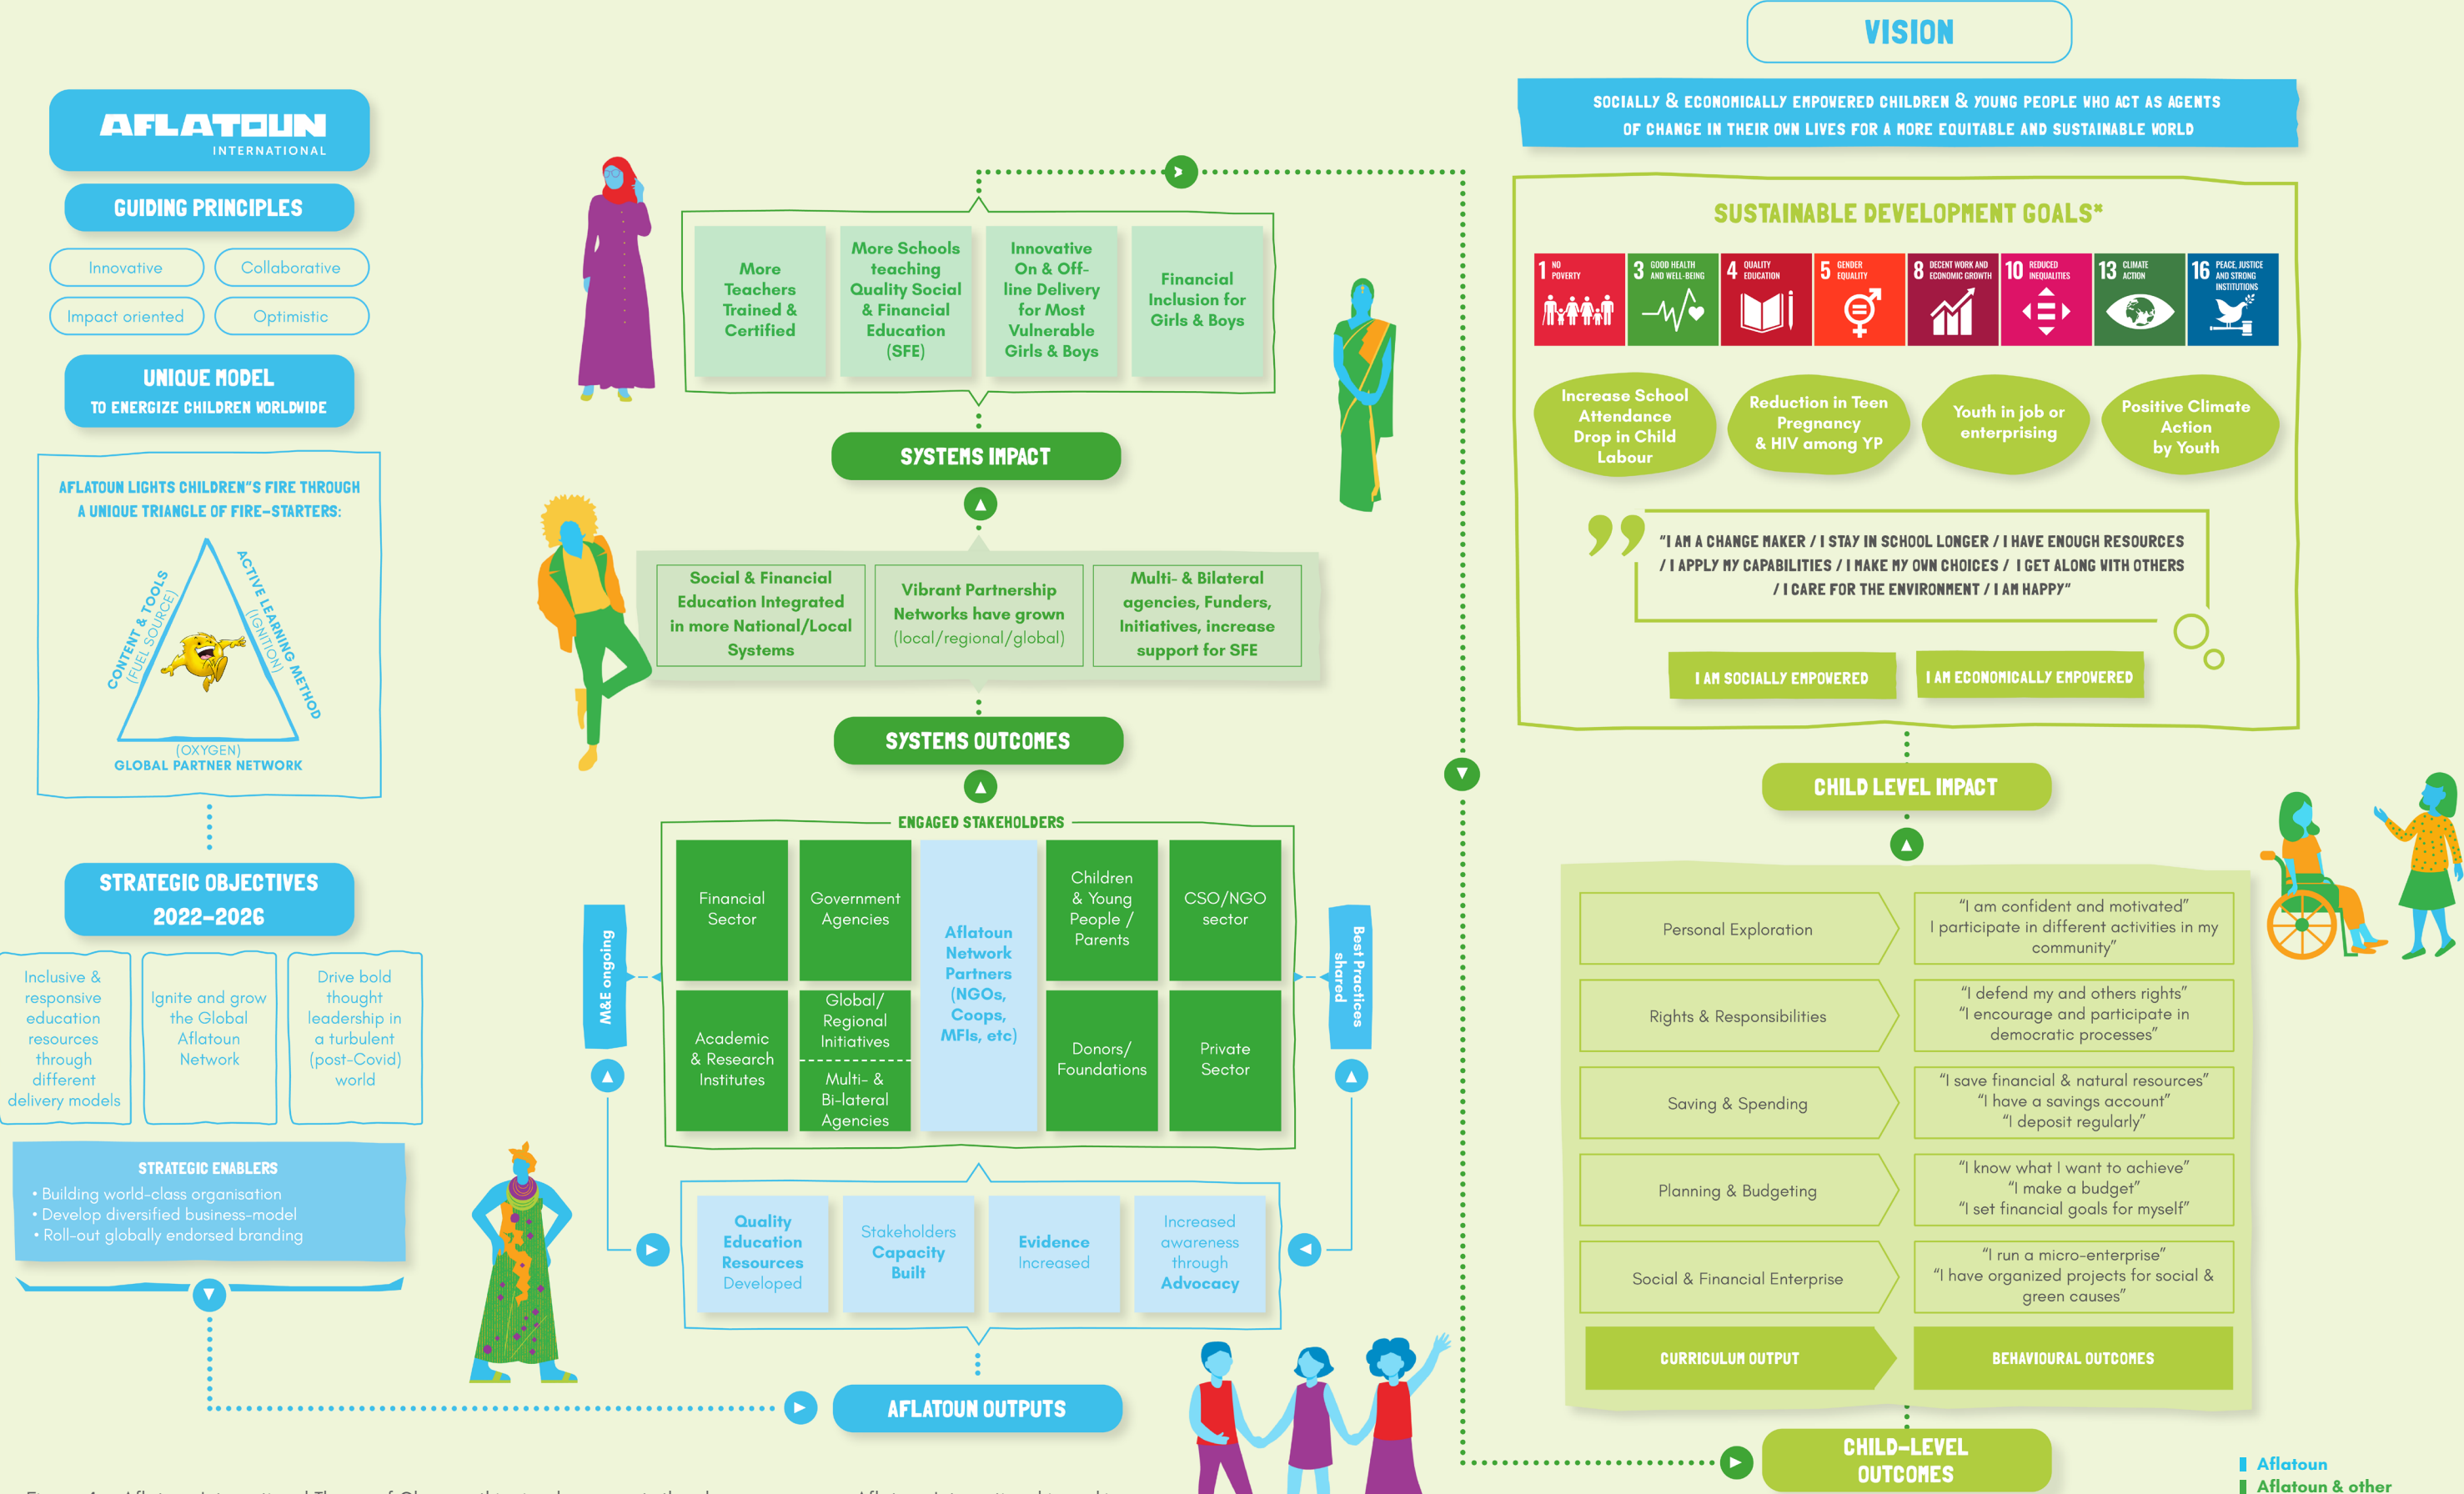 AFLATOUN
INTERNATIONAL
GUIDING PRINCIPLES
Innovative
Collaborative
Impact oriented
Optimistic
UNIQUE MODEL
TO ENERGIZE CHILDREN WORLDWIDE
AFLATOUN LIGHTS CHILDREN"S FIRE THROUGH
A UNIQUE TRIANGLE OF FIRE-STARTERS:
CONTENT & TOOLS
(FUEL SOURCE)
ACTIVE LEARNING METHOD
(IGNITION)
(OXYGEN)
GLOBAL PARTNER NETWORK
STRATEGIC OBJECTIVES
2022-2026
Inclusive &
responsive
education
resources
through
different
delivery models
Ignite and grow
the Global
Aflatoun
Network
Drive bold
thought
leadership in
a turbulent
(post-Covid)
world
STRATEGIC ENABLERS
• Building world-class organisation
• Develop diversified business-model
• Roll-out globally endorsed branding
More
Teachers
Trained &
Certified
More Schools
teaching
Quality Social
& Financial
Education
(SFE)
Innovative
On & Off-
line Delivery
for Most
Vulnerable
Girls & Boys
Financial
Inclusion for
Girls & Boys
SYSTEMS IMPACT
Social & Financial
Education Integrated
in more National/Local
Systems
Vibrant Partnership
Networks have grown
(local/regional/global)
Multi- & Bilateral
agencies, Funders,
Initiatives, increase
support for SFE
SYSTEMS OUTCOMES
ENGAGED STAKEHOLDERS
Financial
Sector
Government
Agencies
Aflatoun
Network
Partners
(NGOs,
Coops,
MFIs, etc)
Children
& Young
People /
Parents
CSO/NGO
sector
Academic
& Research
Institutes
Global/
Regional
Initiatives
Multi- &
Bi-lateral
Agencies
Donors/
Foundations
Private
Sector
M&E ongoing
Best Practices
shared
Quality
Education
Resources
Developed
Stakeholders
Capacity
Built
Evidence
Increased
Increased
awareness
through
Advocacy
AFLATOUN OUTPUTS
VISION
SOCIALLY & ECONOMICALLY EMPOWERED CHILDREN & YOUNG PEOPLE WHO ACT AS AGENTS
OF CHANGE IN THEIR OWN LIVES FOR A MORE EQUITABLE AND SUSTAINABLE WORLD
SUSTAINABLE DEVELOPMENT GOALS*
1 NO
POVERTY
3 GOOD HEALTH
AND WELL-BEING
4 QUALITY
EDUCATION
5 GENDER
EQUALITY
8 DECENT WORK AND
ECONOMIC GROWTH
10 REDUCED
INEQUALITIES
13 CLIMATE
ACTION
16 PEACE, JUSTICE
AND STRONG
INSTITUTIONS
Increase School
Attendance
Drop in Child
Labour
Reduction in Teen
Pregnancy
& HIV among YP
Youth in job or
enterprising
Positive Climate
Action
by Youth
"I AM A CHANGE MAKER / I STAY IN SCHOOL LONGER / I HAVE ENOUGH RESOURCES
/ I APPLY MY CAPABILITIES / I MAKE MY OWN CHOICES / I GET ALONG WITH OTHERS
/ I CARE FOR THE ENVIRONMENT / I AM HAPPY"
I AM SOCIALLY EMPOWERED
I AM ECONOMICALLY EMPOWERED
CHILD LEVEL IMPACT
Personal Exploration
“I am confident and motivated”
I participate in different activities in my
community”
Rights & Responsibilities
“I defend my and others rights”
“I encourage and participate in
democratic processes”
Saving & Spending
“I save financial & natural resources”
“I have a savings account”
“I deposit regularly”
Planning & Budgeting
“I know what I want to achieve”
“I make a budget”
“I set financial goals for myself”
Social & Financial Enterprise
“I run a micro-enterprise”
“I have organized projects for social &
green causes”
CURRICULUM OUTPUT
BEHAVIOURAL OUTCOMES
CHILD-LEVEL
OUTCOMES
Aflatoun
Aflatoun & other